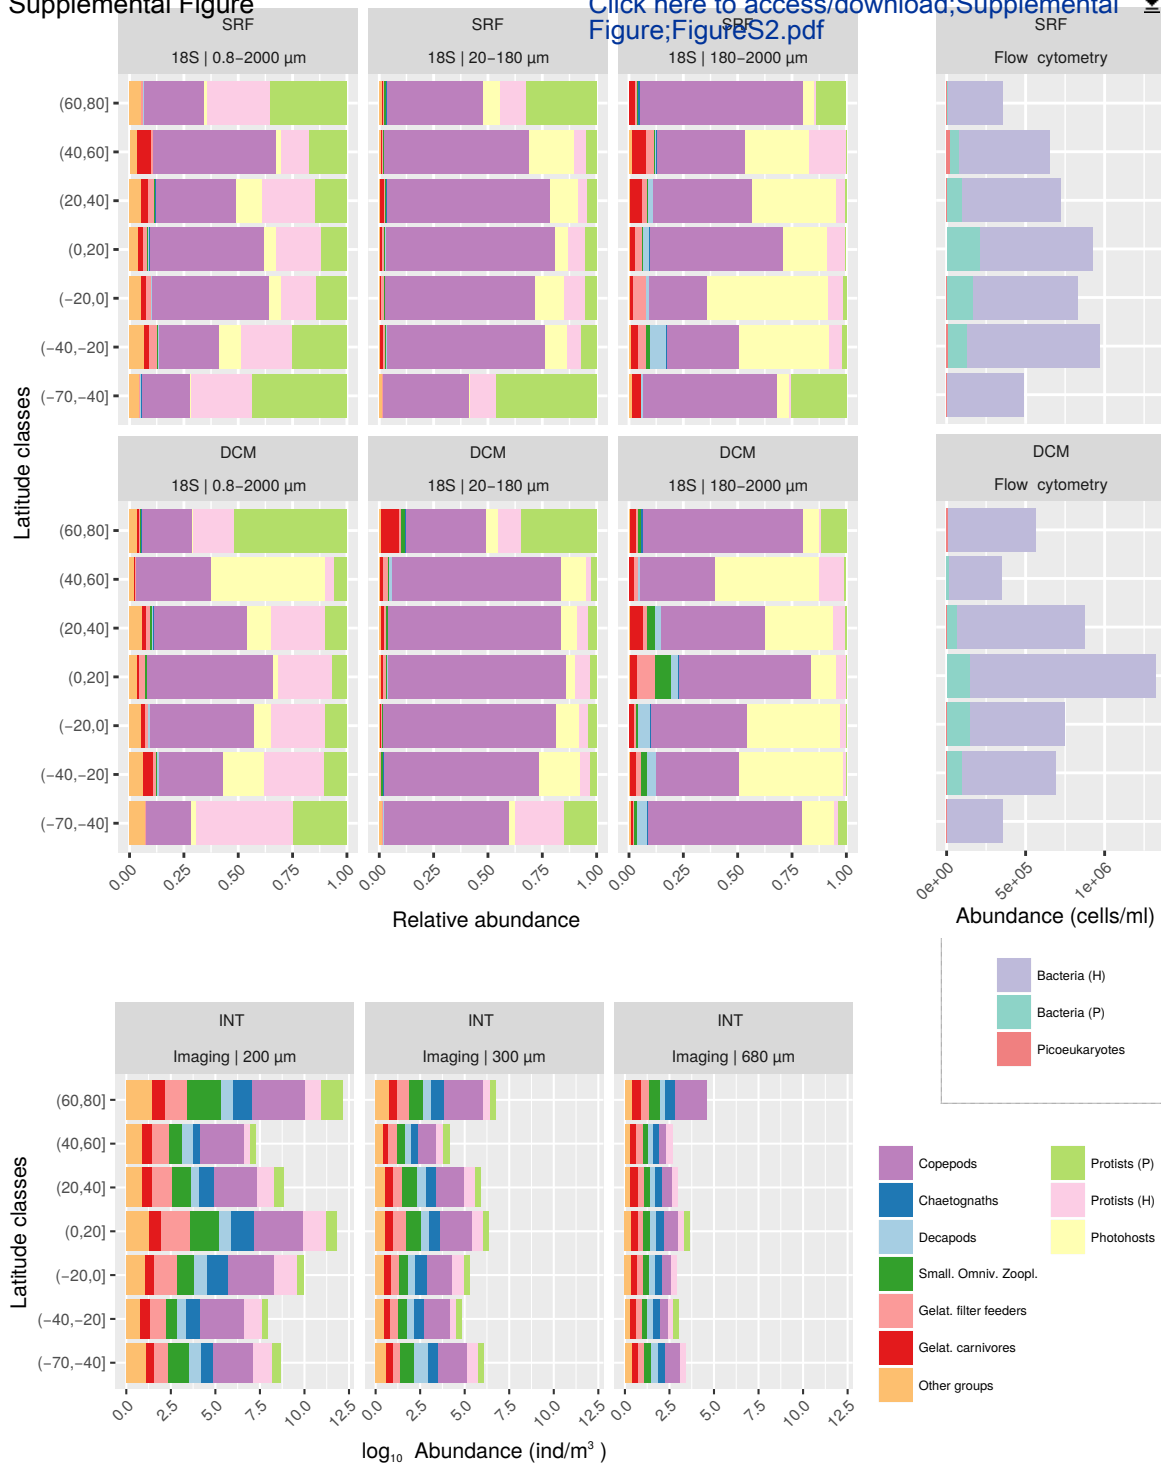 Supplemental Figure
Click here to access/download;Supplemental
Figure;FigureS2.pdf
SRF
18S | 0.8−2000 µm
SRF
18S | 20−180 µm
SRF
18S | 180−2000 µm
SRF
Flow cytometry
(60,80]
(40,60]
(20,40]
(0,20]
(−20,0]
(−40,−20]
(−70,−40]
Latitude classes
DCM
18S | 0.8−2000 µm
DCM
18S | 20−180 µm
DCM
18S | 180−2000 µm
DCM
Flow cytometry
(60,80]
(40,60]
(20,40]
(0,20]
(−20,0]
(−40,−20]
(−70,−40]
0.00 0.25 0.50 0.75 1.00
0.00 0.25 0.50 0.75 1.00
0.00 0.25 0.50 0.75 1.00
0e+00 5e+05 1e+06
Relative abundance
Abundance (cells/ml)
Bacteria (H)
Bacteria (P)
Picoeukaryotes
INT
Imaging | 200 µm
INT
Imaging | 300 µm
INT
Imaging | 680 µm
(60,80]
(40,60]
(20,40]
(0,20]
(−20,0]
(−40,−20]
(−70,−40]
Latitude classes
0.0 2.5 5.0 7.5 10.0 12.5
0.0 2.5 5.0 7.5 10.0 12.5
0.0 2.5 5.0 7.5 10.0 12.5
log₁₀ Abundance (ind/m³ )
Copepods
Chaetognaths
Decapods
Small. Omniv. Zoopl.
Gelat. filter feeders
Gelat. carnivores
Other groups
Protists (P)
Protists (H)
Photohosts